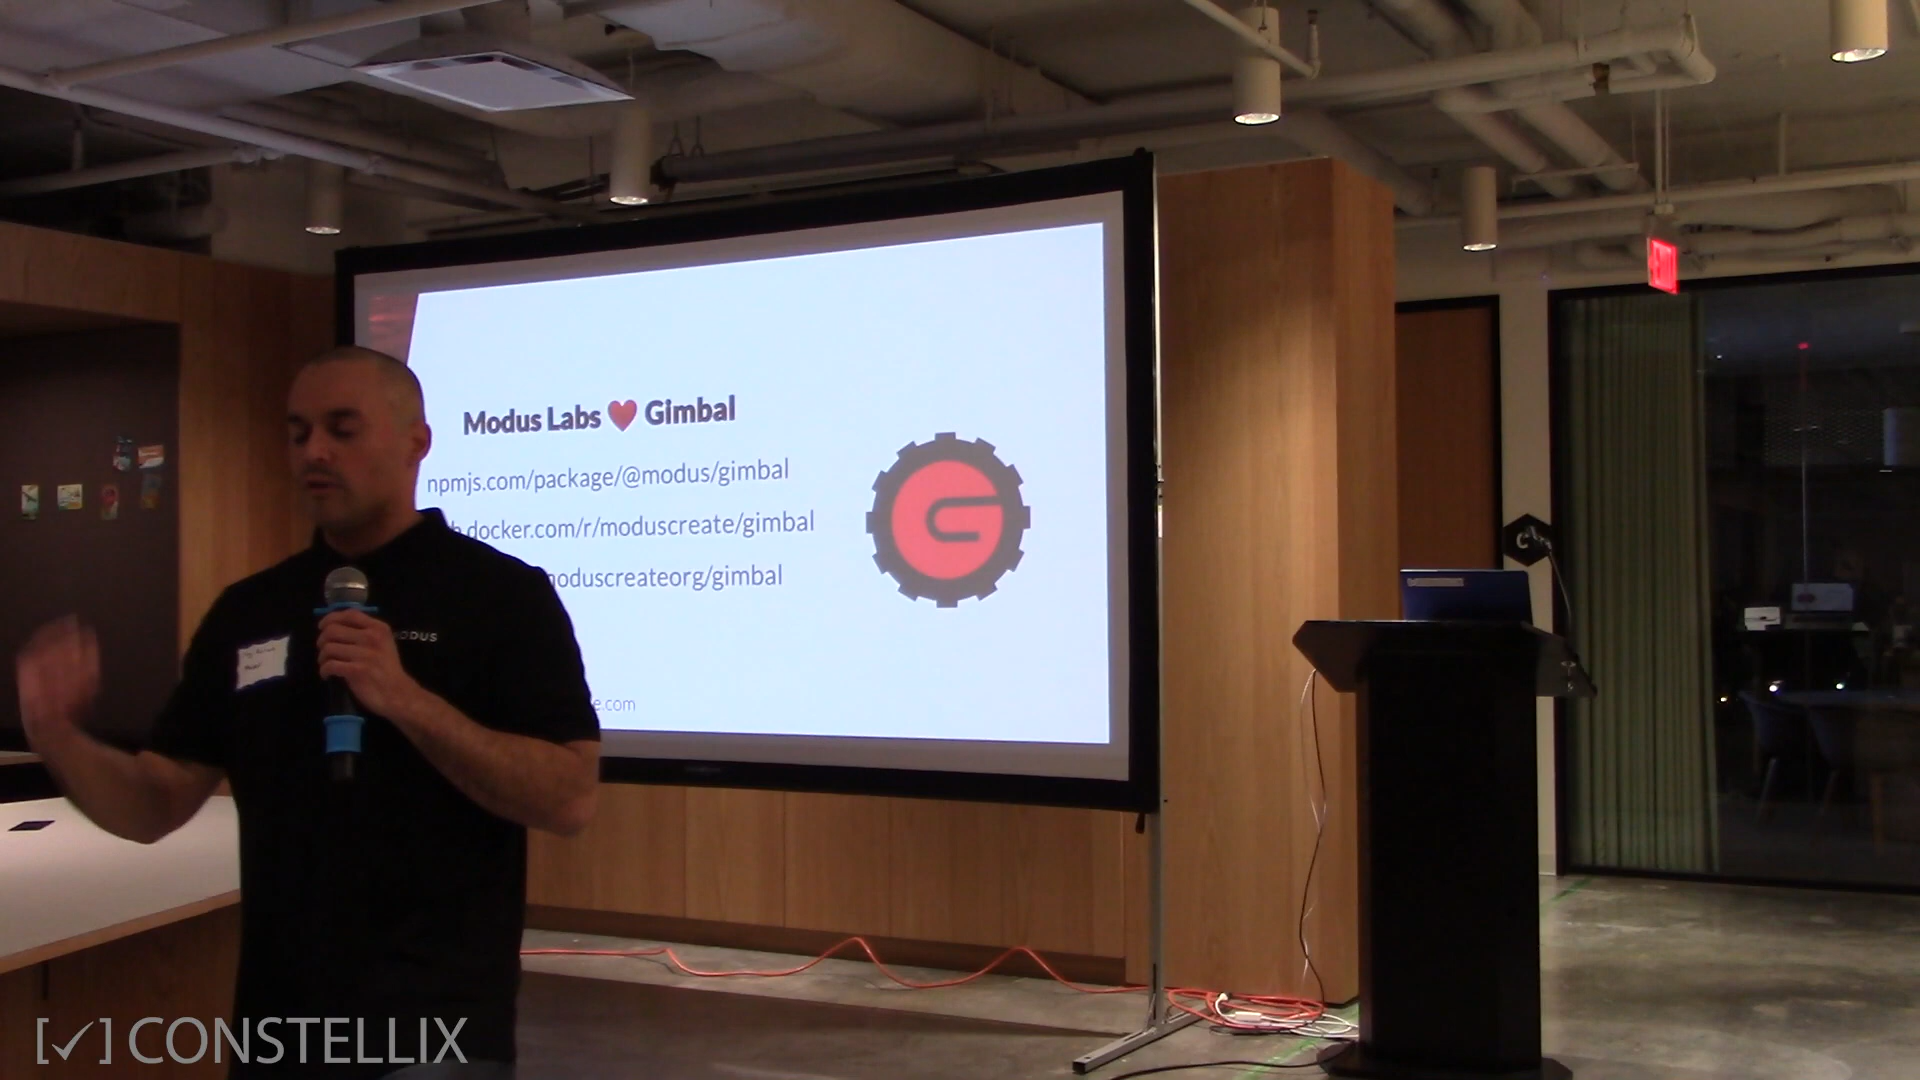 Modus Labs ❤ Gimbal
npmjs.com/package/@modus/gimbal
docker.com/r/moduscreate/gimbal
moduscreateorg/gimbal
e.com
MODUS
EXIT
[✓] CONSTELLIX